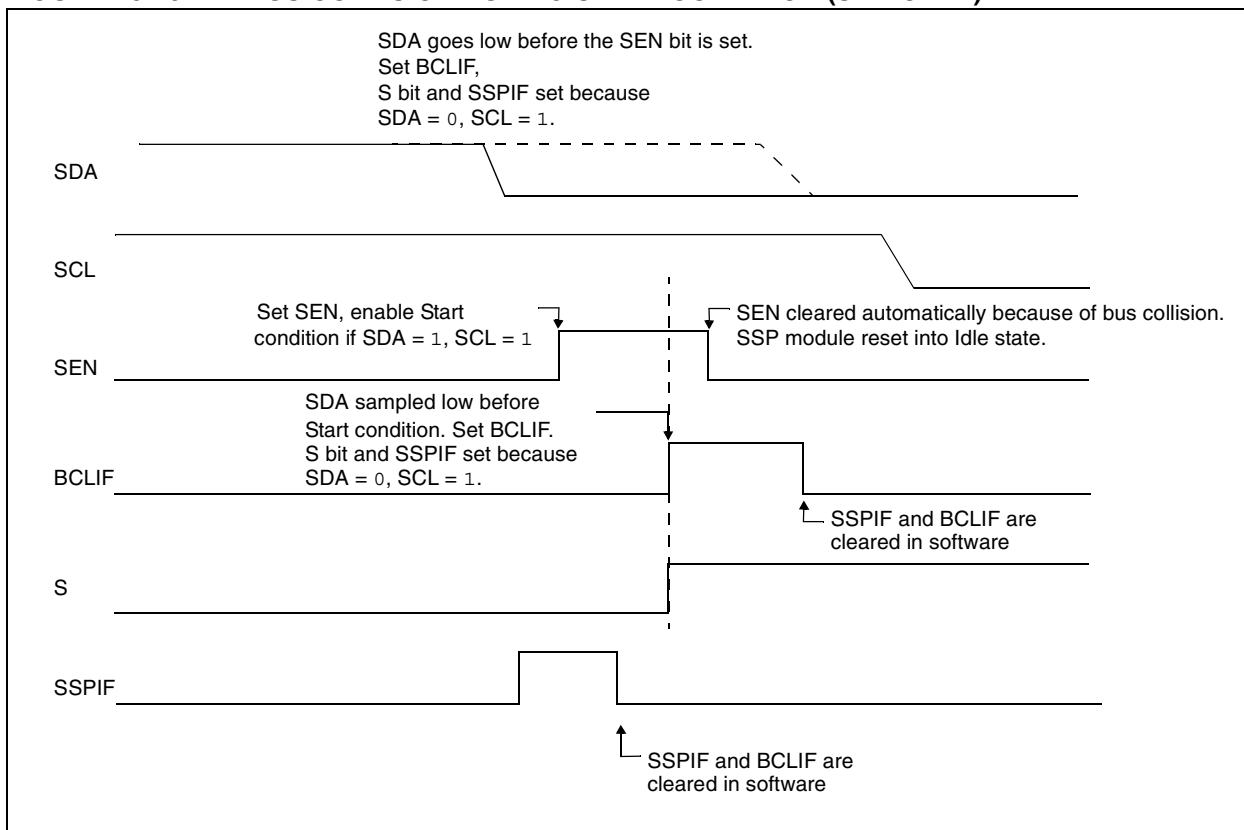 SDA goes low before the SEN bit is set.
Set BCLIF,
S bit and SSPIF set because
SDA = 0, SCL = 1.
SDA
SCL
Set SEN, enable Start
condition if SDA = 1, SCL = 1
SEN cleared automatically because of bus collision.
SSP module reset into Idle state.
SEN
SDA sampled low before
Start condition. Set BCLIF.
S bit and SSPIF set because
SDA = 0, SCL = 1.
BCLIF
SSPIF and BCLIF are
cleared in software
S
SSPIF
SSPIF and BCLIF are
cleared in software